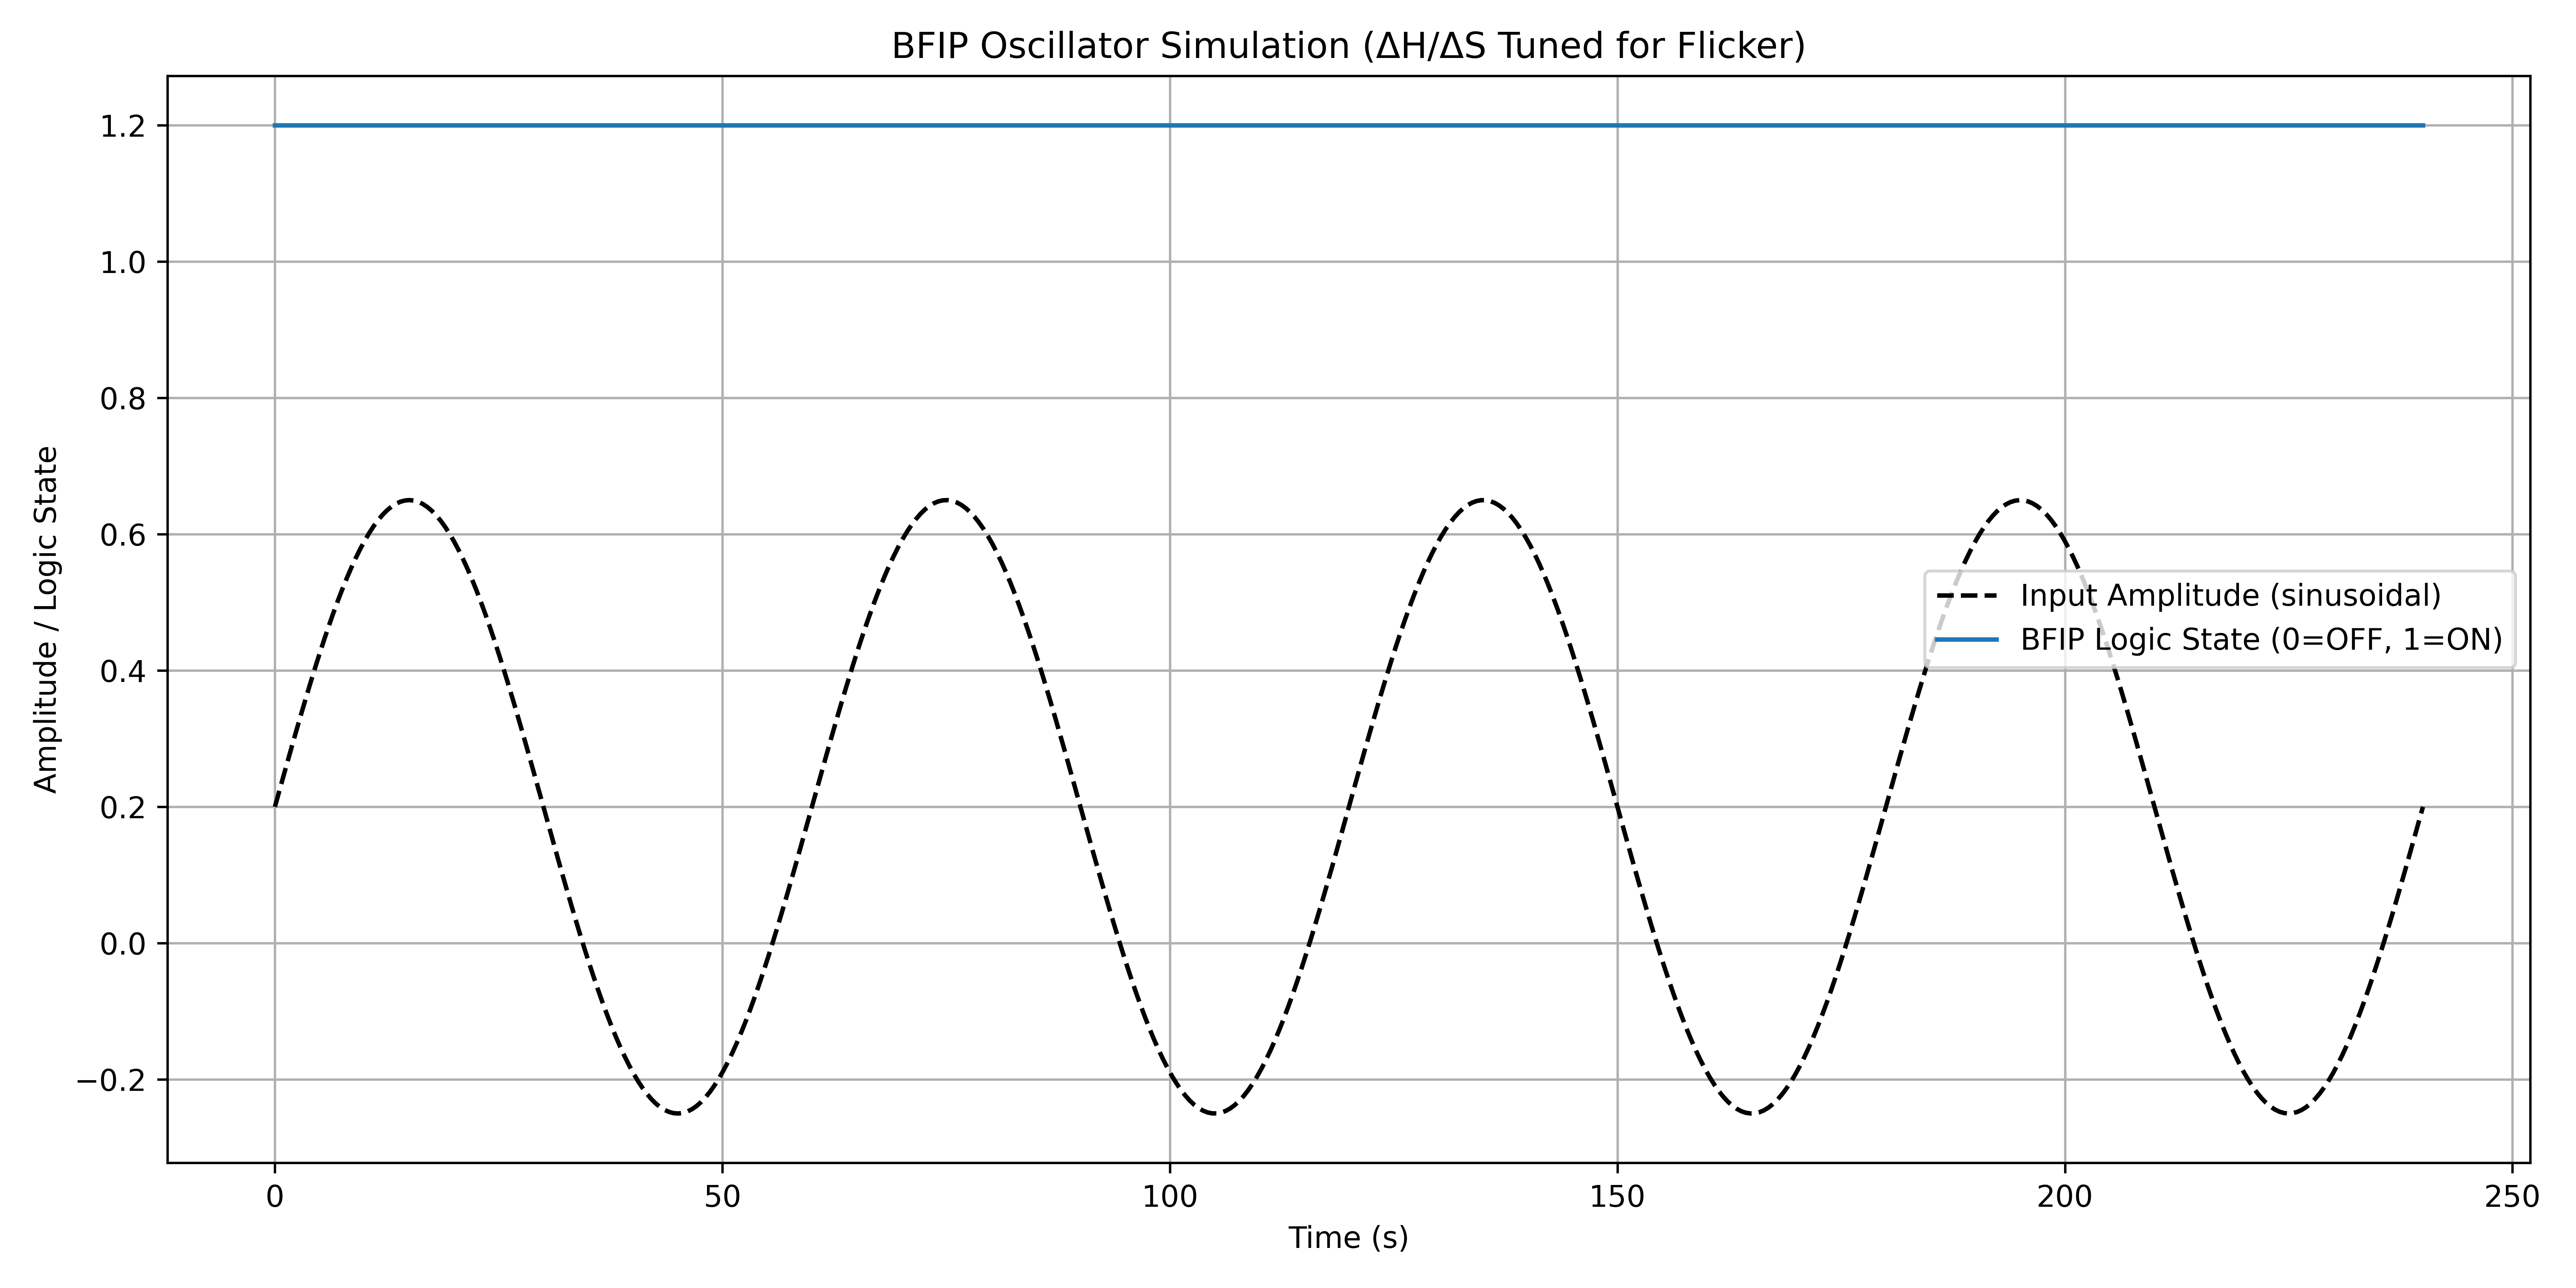 BFIP Oscillator Simulation (ΔH/ΔS Tuned for Flicker)
Amplitude / Logic State
1.2
1.0
0.8
0.6
0.4
0.2
0.0
−0.2
Input Amplitude (sinusoidal)
BFIP Logic State (0=OFF, 1=ON)
0 50 100 150 200 250
Time (s)